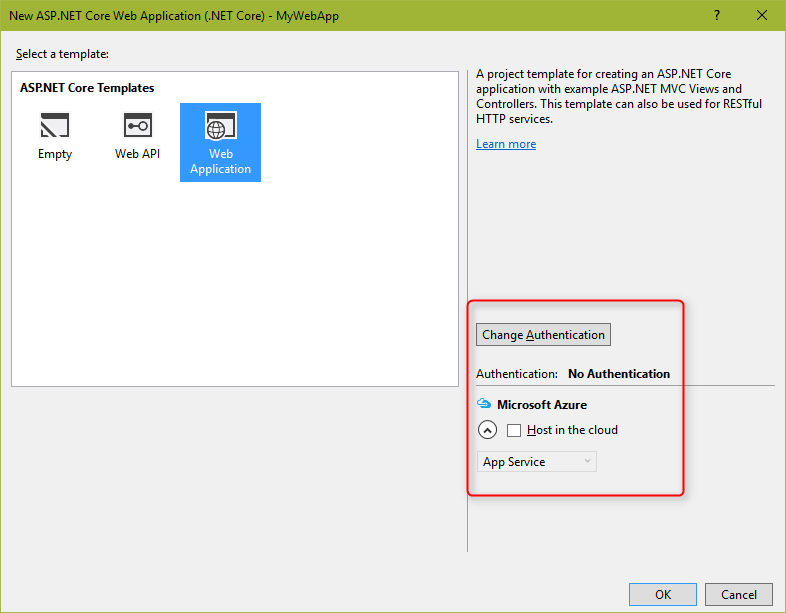 New ASP.NET Core Web Application (.NET Core) - MyWebApp
?
Select a template:
ASP.NET Core Templates
Empty
Web API
Web
Application
A project template for creating an ASP.NET Core
application with example ASP.NET MVC Views and
Controllers. This template can also be used for RESTful
HTTP services.
Learn more
Change Authentication
Authentication: No Authentication
Microsoft Azure
Host in the cloud
App Service
OK
Cancel